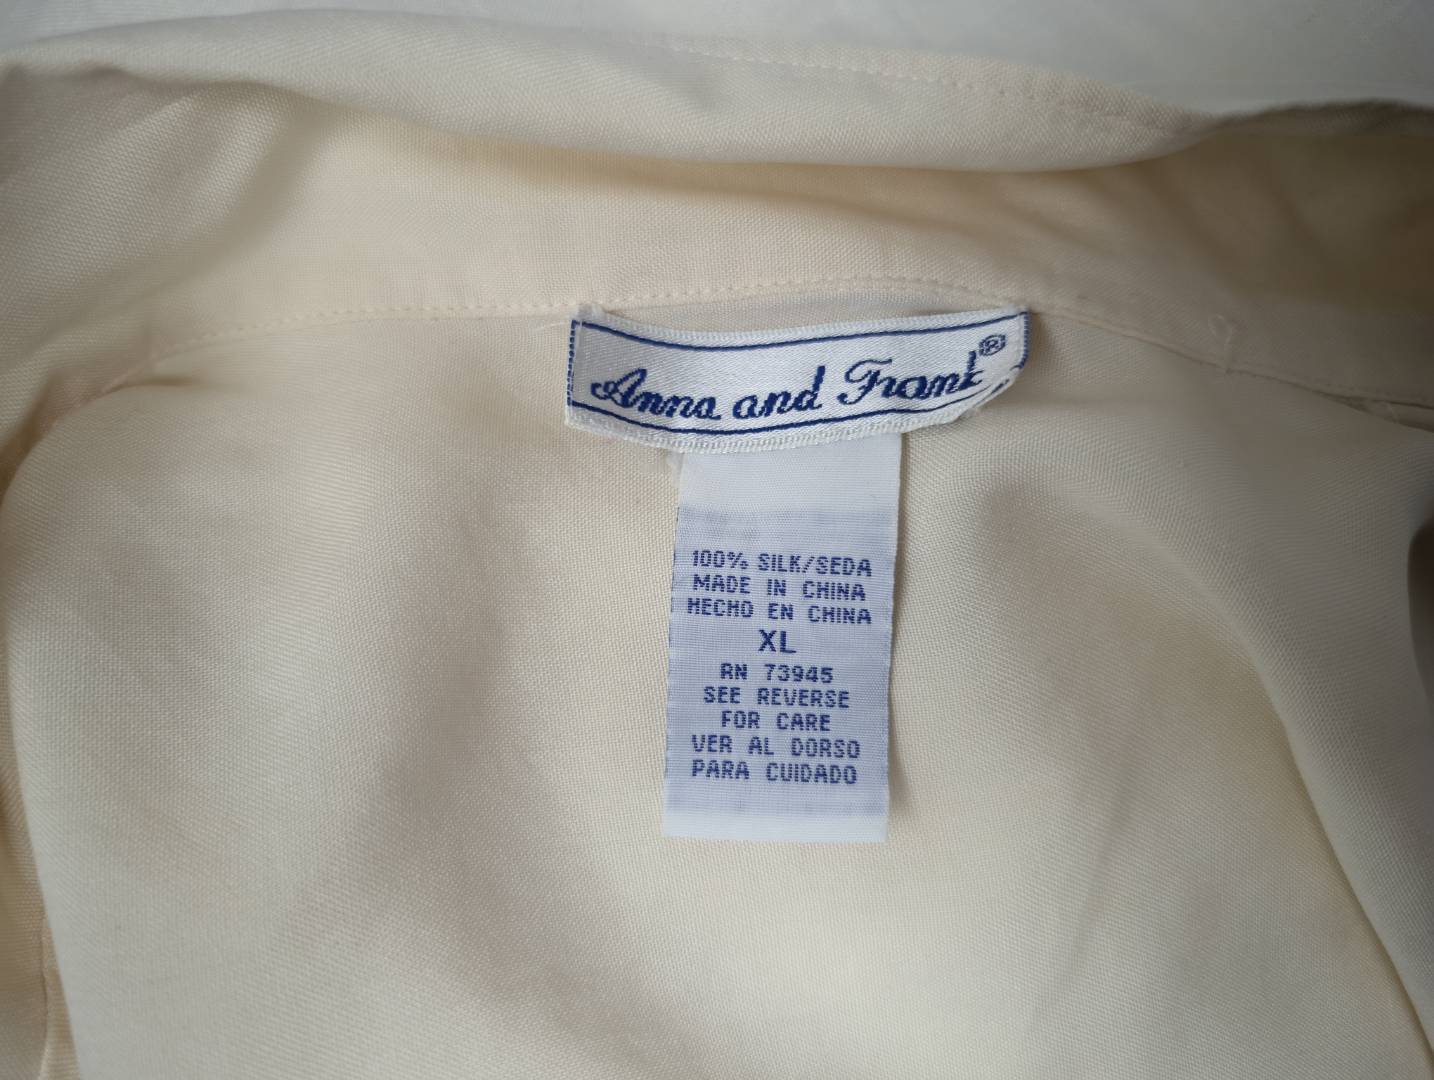 Anna and Frank®
100% SILK/SEDA
MADE IN CHINA
HECHO EN CHINA
XL
RN 73945
SEE REVERSE
FOR CARE
VER AL DORSO
PARA CUIDADO